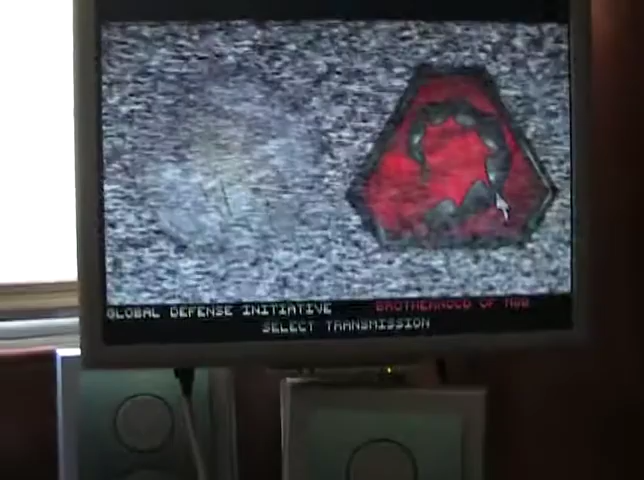 GLOBAL DEFENSE INITIATIVE
BROTHERHOOD OF NOD
SELECT TRANSMISSION